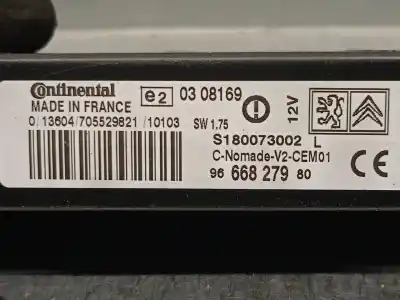 Continental e2 03 08169 12V
MADE IN FRANCE
0/13604/705529821/10103 SW 1.75
S180073002 L
C-Nomade-V2-CEM01
96 668 279 80 CE